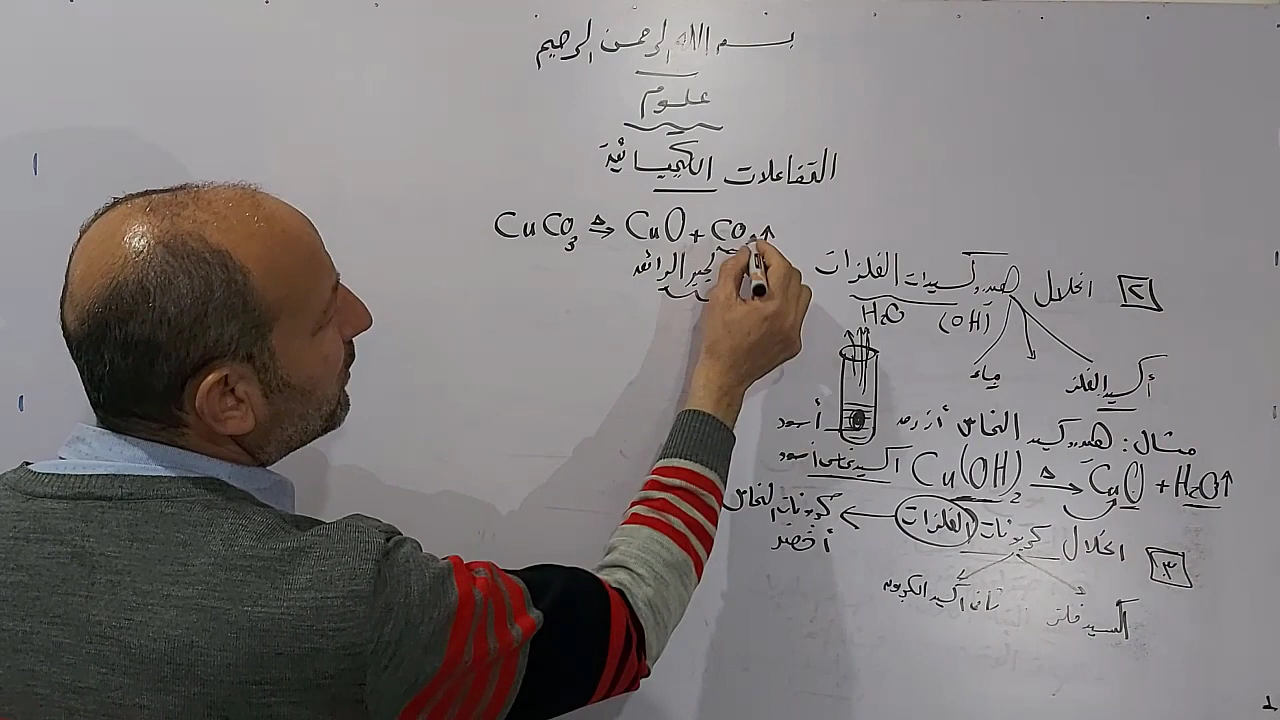 بسم الله الرحمن الرحيم
علوم
التفاعلات الكيميائية
CuCO3 ⇒ CuO + CO ↑
الجير الرائق
٢ انحلال هيدروكسيدات الفلزات
(OH)
H2O
أكسيد الفلز
ماء
مثال: هيدروكسيد النحاس أزرق
أسود
Cu(OH)2 →Δ CuO + H2O↑
أكسيد نحاس أسود
٣ انحلال كربونات الفلزات ← كربونات النحاس
أخضر
أكسيد فلز
ثاني أكسيد الكربون